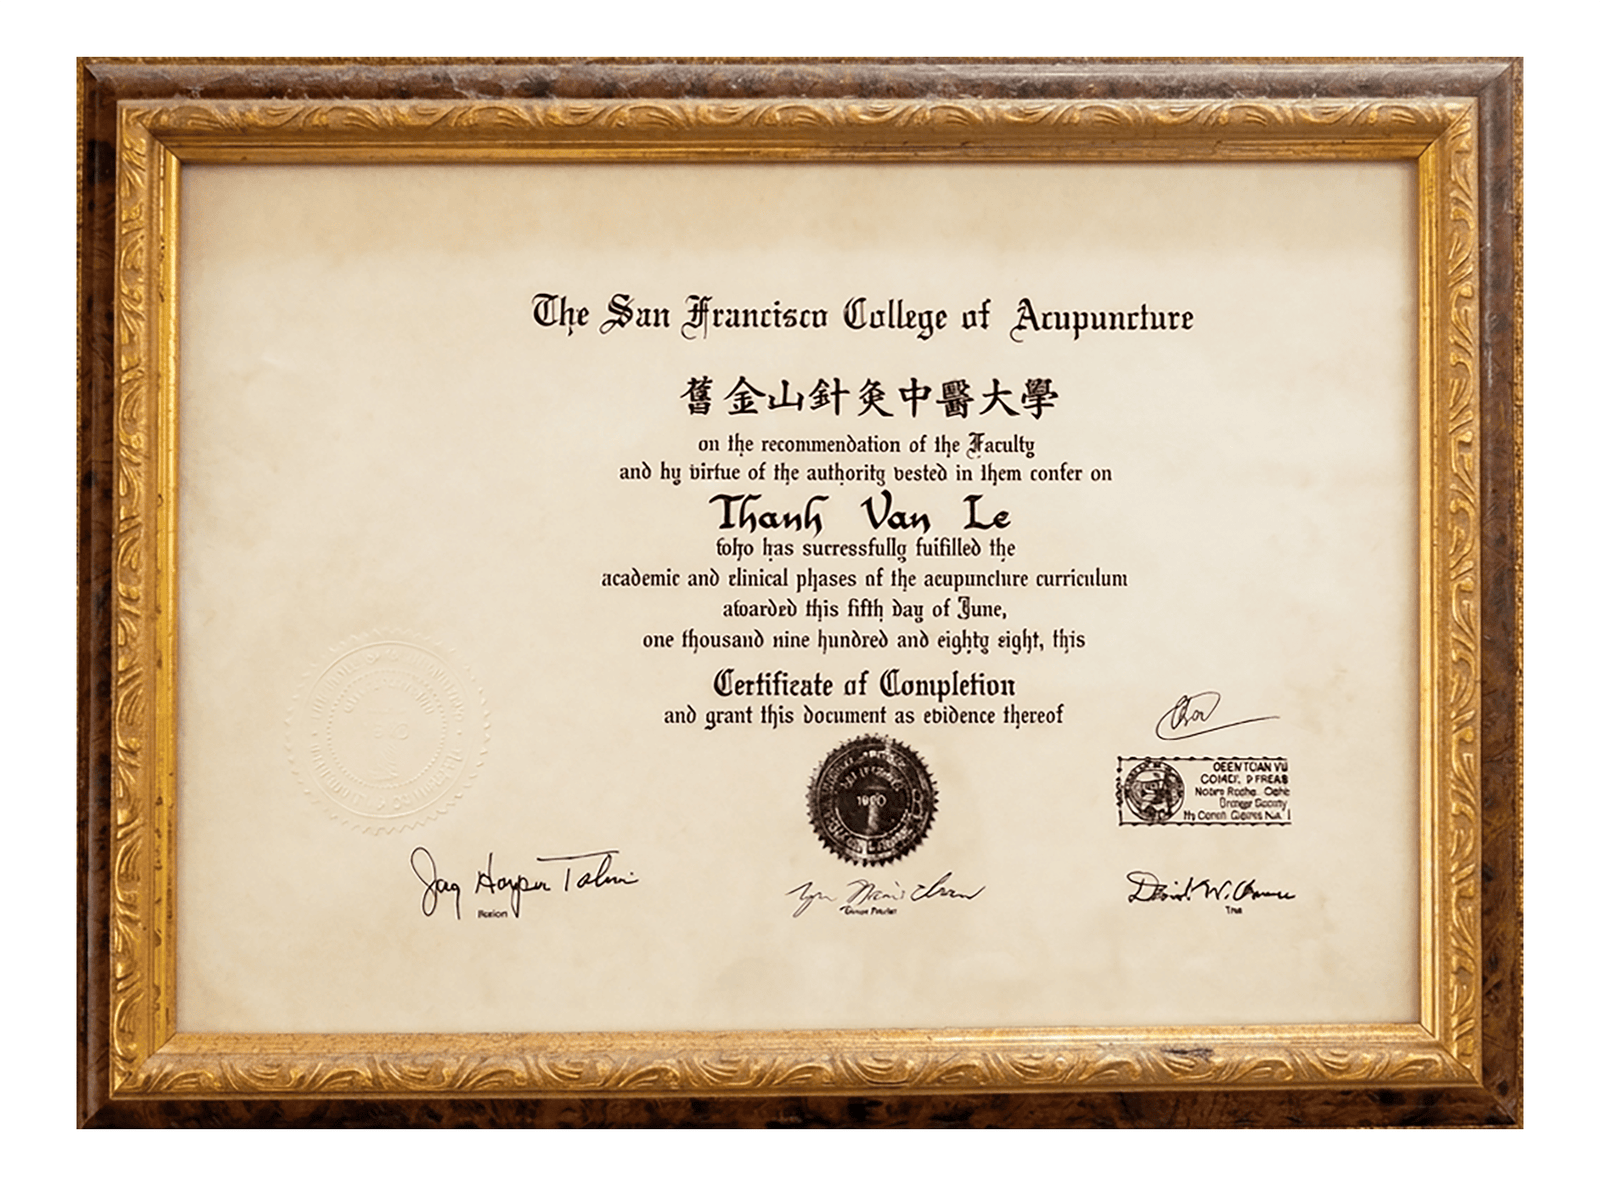 The San Francisco College of Acupuncture
舊金山針灸中醫大學
on the recommendation of the Faculty
and by virtue of the authority vested in them confer on
Thanh Van Le
who has successfully fulfilled the
academic and clinical phases of the acupuncture curriculum
awarded this fifth day of June,
one thousand nine hundred and eighty eight, this
Certificate of Completion
and grant this document as evidence thereof